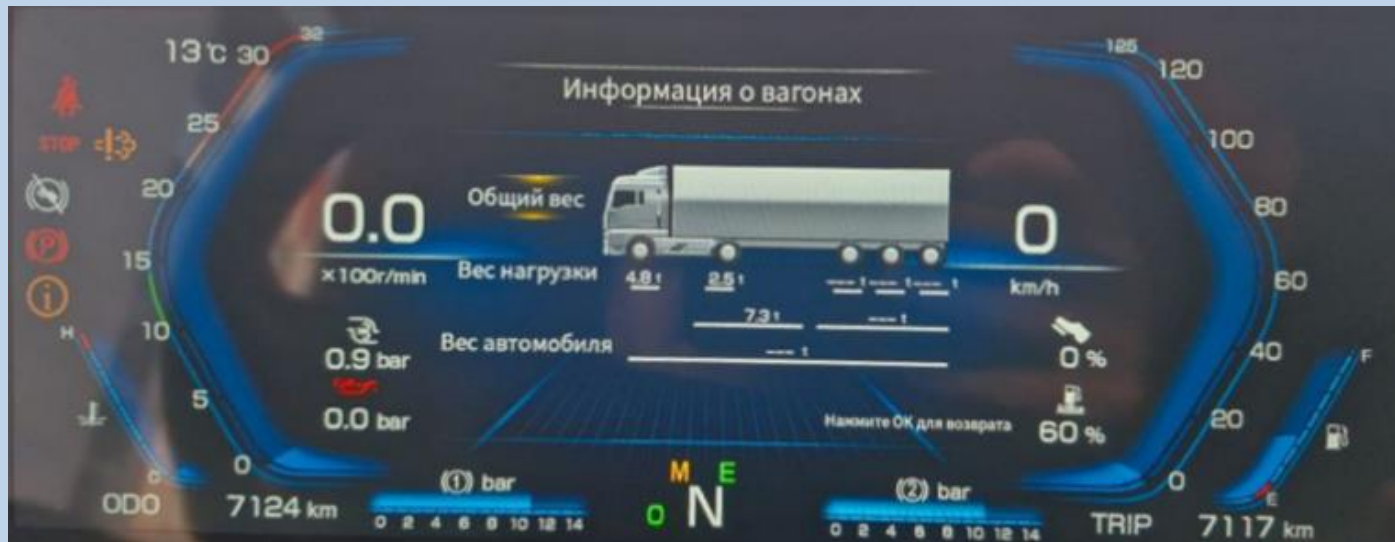 13°C
32
30
25
20
15
10
5
0
H
C
STOP
P
i
0.0
×100r/min
0.9 bar
0.0 bar
ODO 7124 km
Информация о вагонах
Общий вес
Вес нагрузки 4.8 t 2.5 t --- t --- t --- t
7.3 t --- t
Вес автомобиля --- t
Нажмите ОК для возврата
0
km/h
0 %
60 %
125
120
100
80
60
40
20
0
F
E
(1) bar
0 2 4 6 8 10 12 14
M E
0 N
(2) bar
0 2 4 6 8 10 12 14
TRIP 7117 km